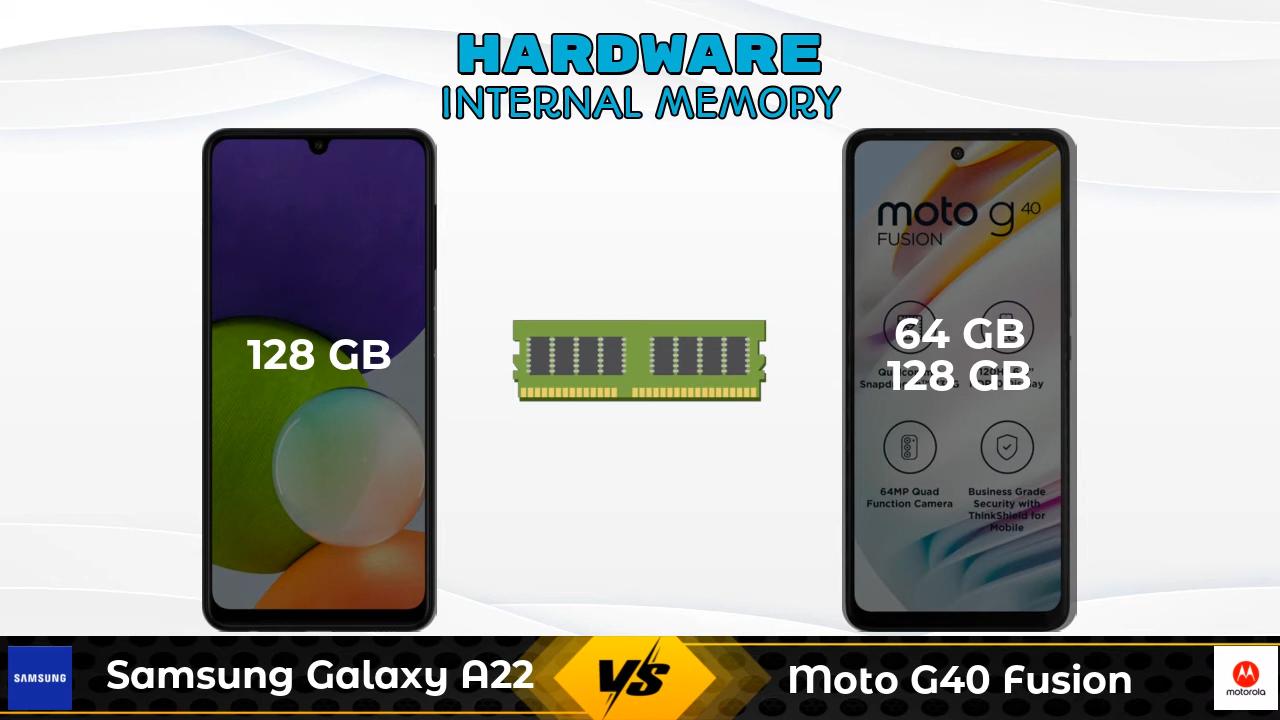 HARDWARE
INTERNAL MEMORY
128 GB
moto g 40
FUSION
64 GB
128 GB
64MP Quad
Function Camera
Business Grade
Security with
ThinkShield for
Mobile
SAMSUNG
Samsung Galaxy A22
VS
Moto G40 Fusion
motorola